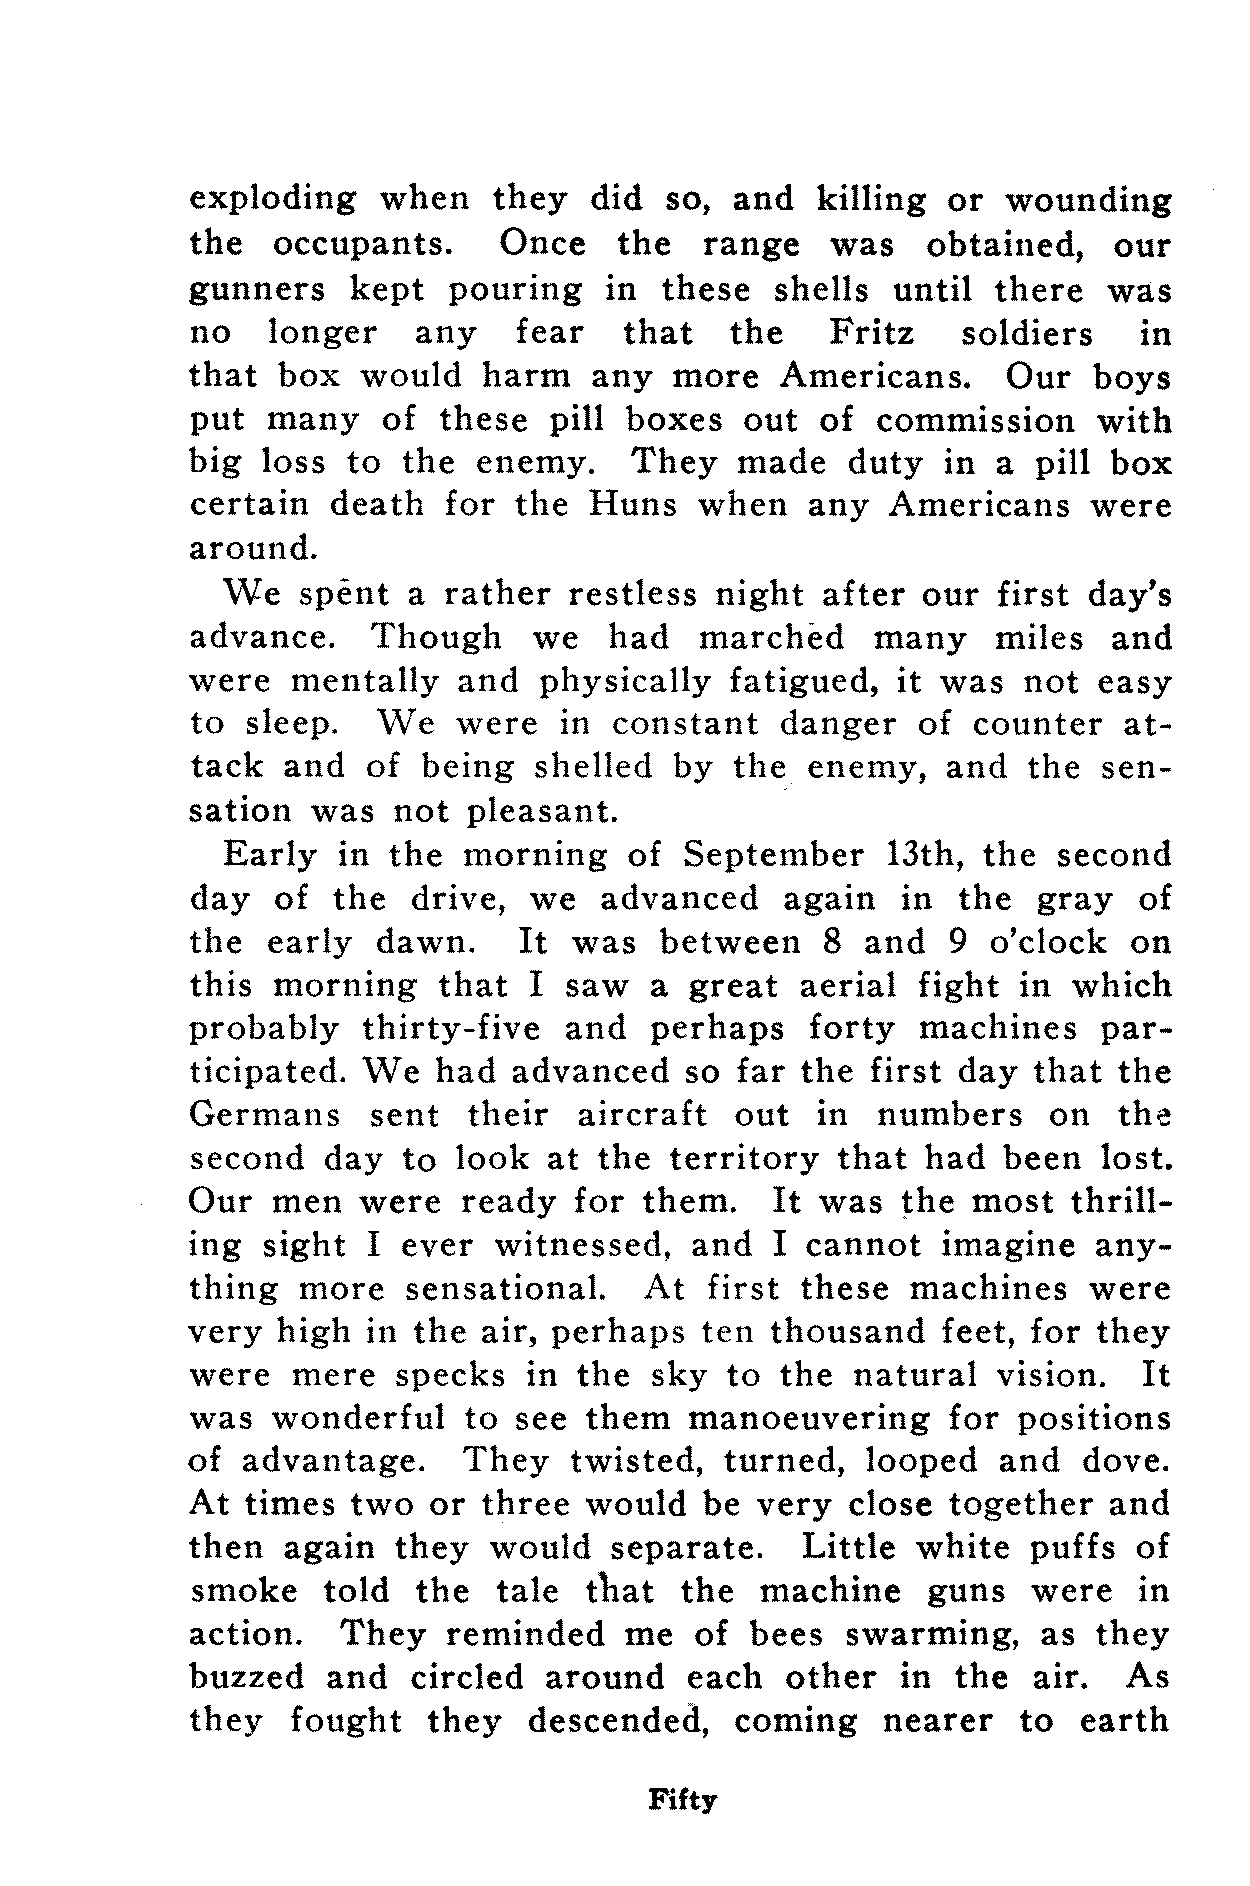 exploding when they did so, and killing or wounding
the occupants. Once the range was obtained, our
gunners kept pouring in these shells until there was
no longer any fear that the Fritz soldiers in
that box would harm any more Americans. Our boys
put many of these pill boxes out of commission with
big loss to the enemy. They made duty in a pill box
certain death for the Huns when any Americans were
around.
We spent a rather restless night after our first day's
advance. Though we had marched many miles and
were mentally and physically fatigued, it was not easy
to sleep. We were in constant danger of counter at-
tack and of being shelled by the enemy, and the sen-
sation was not pleasant.
Early in the morning of September 13th, the second
day of the drive, we advanced again in the gray of
the early dawn. It was between 8 and 9 o'clock on
this morning that I saw a great aerial fight in which
probably thirty-five and perhaps forty machines par-
ticipated. We had advanced so far the first day that the
Germans sent their aircraft out in numbers on the
second day to look at the territory that had been lost.
Our men were ready for them. It was the most thrill-
ing sight I ever witnessed, and I cannot imagine any-
thing more sensational. At first these machines were
very high in the air, perhaps ten thousand feet, for they
were mere specks in the sky to the natural vision. It
was wonderful to see them manoeuvering for positions
of advantage. They twisted, turned, looped and dove.
At times two or three would be very close together and
then again they would separate. Little white puffs of
smoke told the tale that the machine guns were in
action. They reminded me of bees swarming, as they
buzzed and circled around each other in the air. As
they fought they descended, coming nearer to earth
Fifty